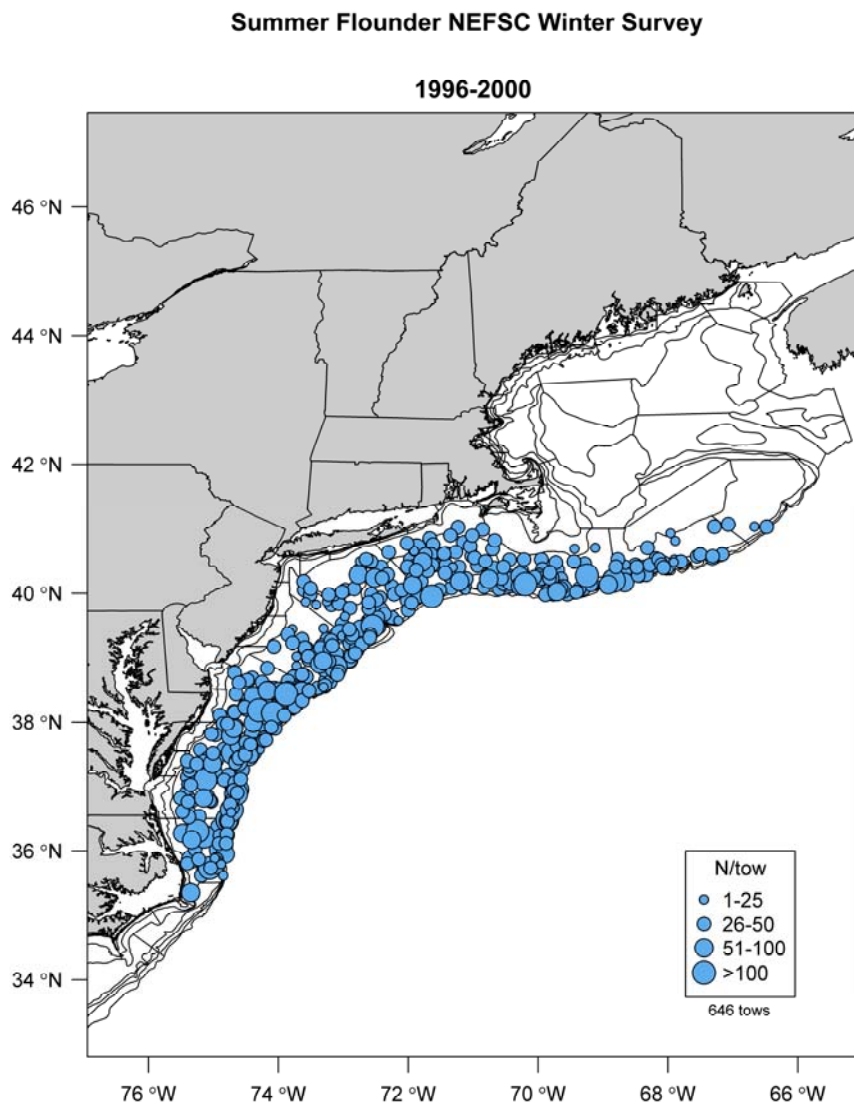 Summer Flounder NEFSC Winter Survey
1996-2000
46 °N
44 °N
42 °N
40 °N
38 °N
36 °N
34 °N
N/tow
1-25
26-50
51-100
>100
646 tows
76 °W 74 °W 72 °W 70 °W 68 °W 66 °W